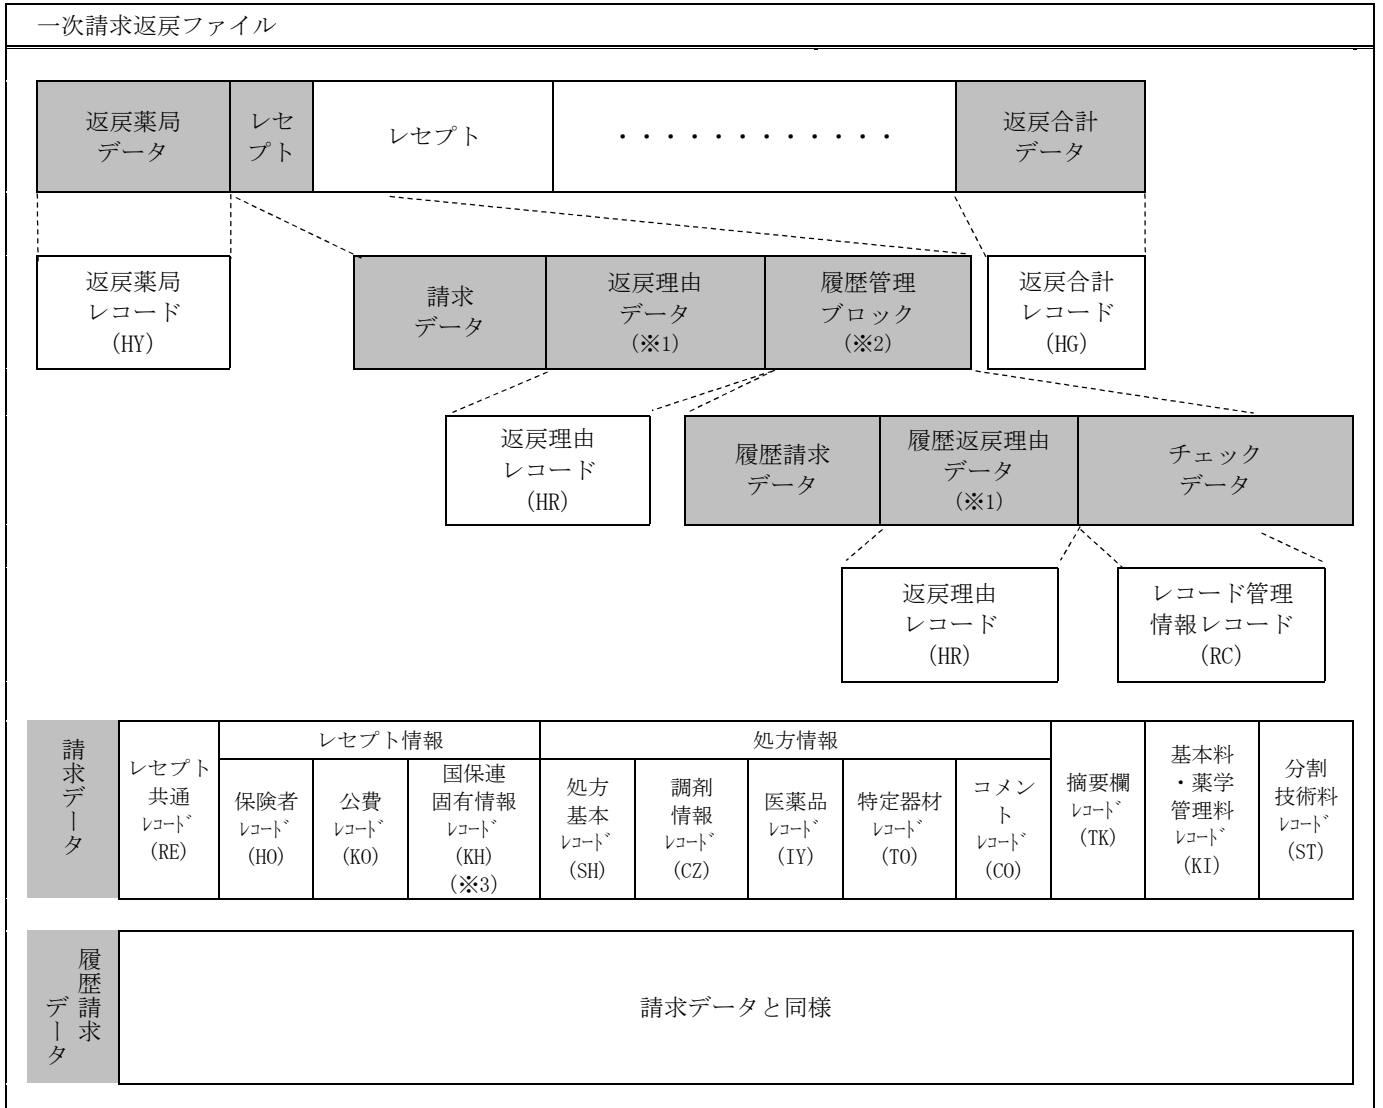 一次請求返戻ファイル
返戻薬局
データ
レセ
プト
レセプト
・・・・・・・・・・・・
返戻合計
データ
返戻薬局
レコード
(HY)
請求
データ
返戻理由
データ
(※1)
履歴管理
ブロック
(※2)
返戻合計
レコード
(HG)
返戻理由
レコード
(HR)
履歴請求
データ
履歴返戻理由
データ
(※1)
チェック
データ
返戻理由
レコード
(HR)
レコード管理
情報レコード
(RC)
請求データ
レセプト
共通
ﾚｺｰﾄﾞ
(RE)
レセプト情報
保険者
ﾚｺｰﾄﾞ
(HO)
公費
ﾚｺｰﾄﾞ
(KO)
国保連
固有情報
ﾚｺｰﾄﾞ
(KH)
(※3)
処方情報
処方
基本
ﾚｺｰﾄﾞ
(SH)
調剤
情報
ﾚｺｰﾄﾞ
(CZ)
医薬品
ﾚｺｰﾄﾞ
(IY)
特定器材
ﾚｺｰﾄﾞ
(TO)
コメン
ト
ﾚｺｰﾄﾞ
(CO)
摘要欄
ﾚｺｰﾄﾞ
(TK)
基本料
・薬学
管理料
ﾚｺｰﾄﾞ
(KI)
分割
技術料
ﾚｺｰﾄﾞ
(ST)
履歴請求
データ
請求データと同様